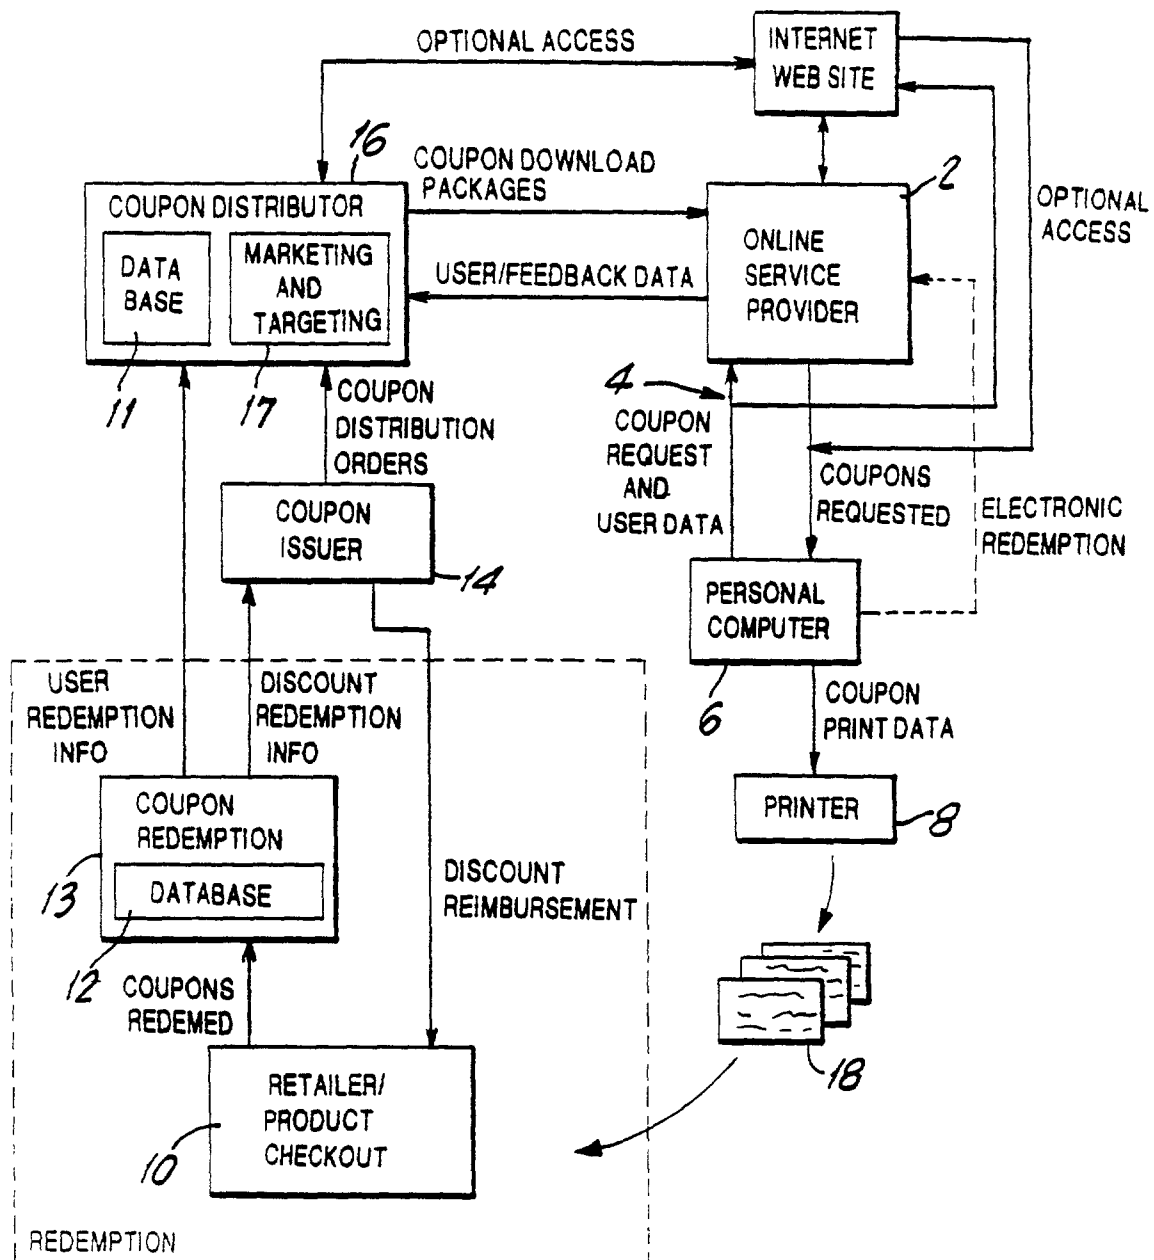 INTERNET
WEB SITE
OPTIONAL ACCESS
16
COUPON DOWNLOAD
PACKAGES
2
OPTIONAL
ACCESS
COUPON DISTRIBUTOR
DATA
BASE
MARKETING
AND
TARGETING
ONLINE
SERVICE
PROVIDER
USER/FEEDBACK DATA
11
17
COUPON
DISTRIBUTION
ORDERS
4
COUPON
REQUEST
AND
USER DATA
COUPONS
REQUESTED
ELECTRONIC
REDEMPTION
COUPON
ISSUER
14
PERSONAL
COMPUTER
6
USER
REDEMPTION
INFO
DISCOUNT
REDEMPTION
INFO
COUPON
PRINT DATA
COUPON
REDEMPTION
DATABASE
13
12
PRINTER
8
DISCOUNT
REIMBURSEMENT
COUPONS
REDEMED
18
RETAILER/
PRODUCT
CHECKOUT
10
REDEMPTION